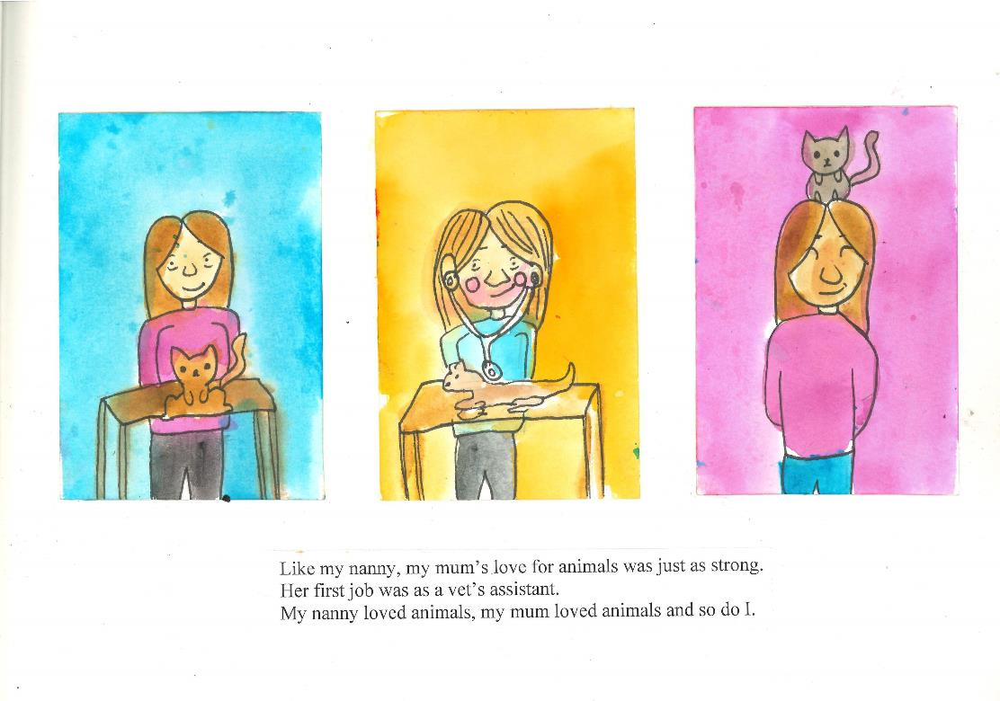 Like my nanny, my mum's love for animals was just as strong.
Her first job was as a vet's assistant.
My nanny loved animals, my mum loved animals and so do I.